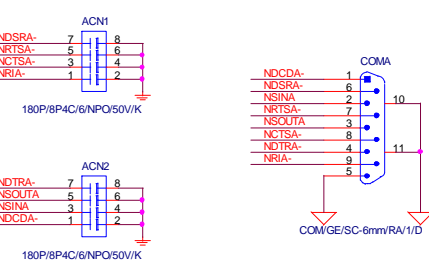 ACN1
NDSRA- 7 8
NRTSA- 5 6
NCTSA- 3 4
NRIA- 1 2
180P/8P4C/6/NPO/50V/K
ACN2
NDTRA- 7 8
NSOUTA 5 6
NSINA 3 4
NDCDA- 1 2
180P/8P4C/6/NPO/50V/K
COMA
NDCDA- 1
NDSRA- 6
NSINA 2 10
NRTSA- 7
NSOUTA 3
NCTSA- 8
NDTRA- 4 11
NRIA- 9
5
COM/GE/SC-6mm/RA/1/D